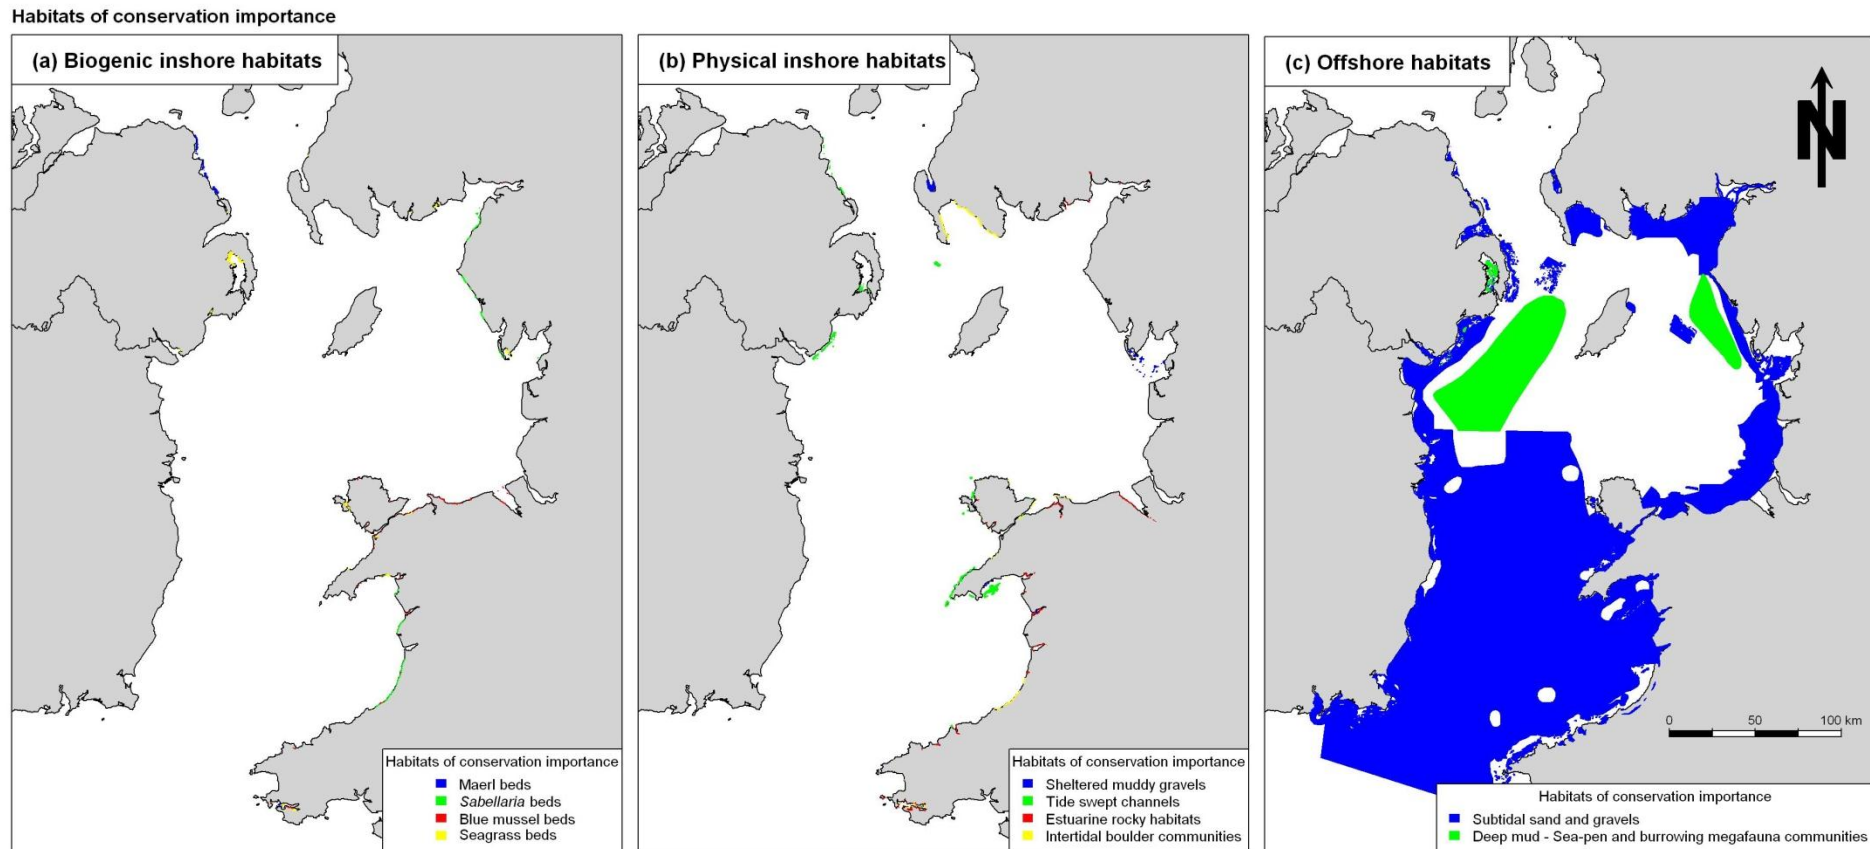 Habitats of conservation importance
(a) Biogenic inshore habitats
(b) Physical inshore habitats
(c) Offshore habitats
N
0 50 100 km
Habitats of conservation importance
Maerl beds
Sabellaria beds
Blue mussel beds
Seagrass beds
Habitats of conservation importance
Sheltered muddy gravels
Tide swept channels
Estuarine rocky habitats
Intertidal boulder communities
Habitats of conservation importance
Subtidal sand and gravels
Deep mud - Sea-pen and burrowing megafauna communities